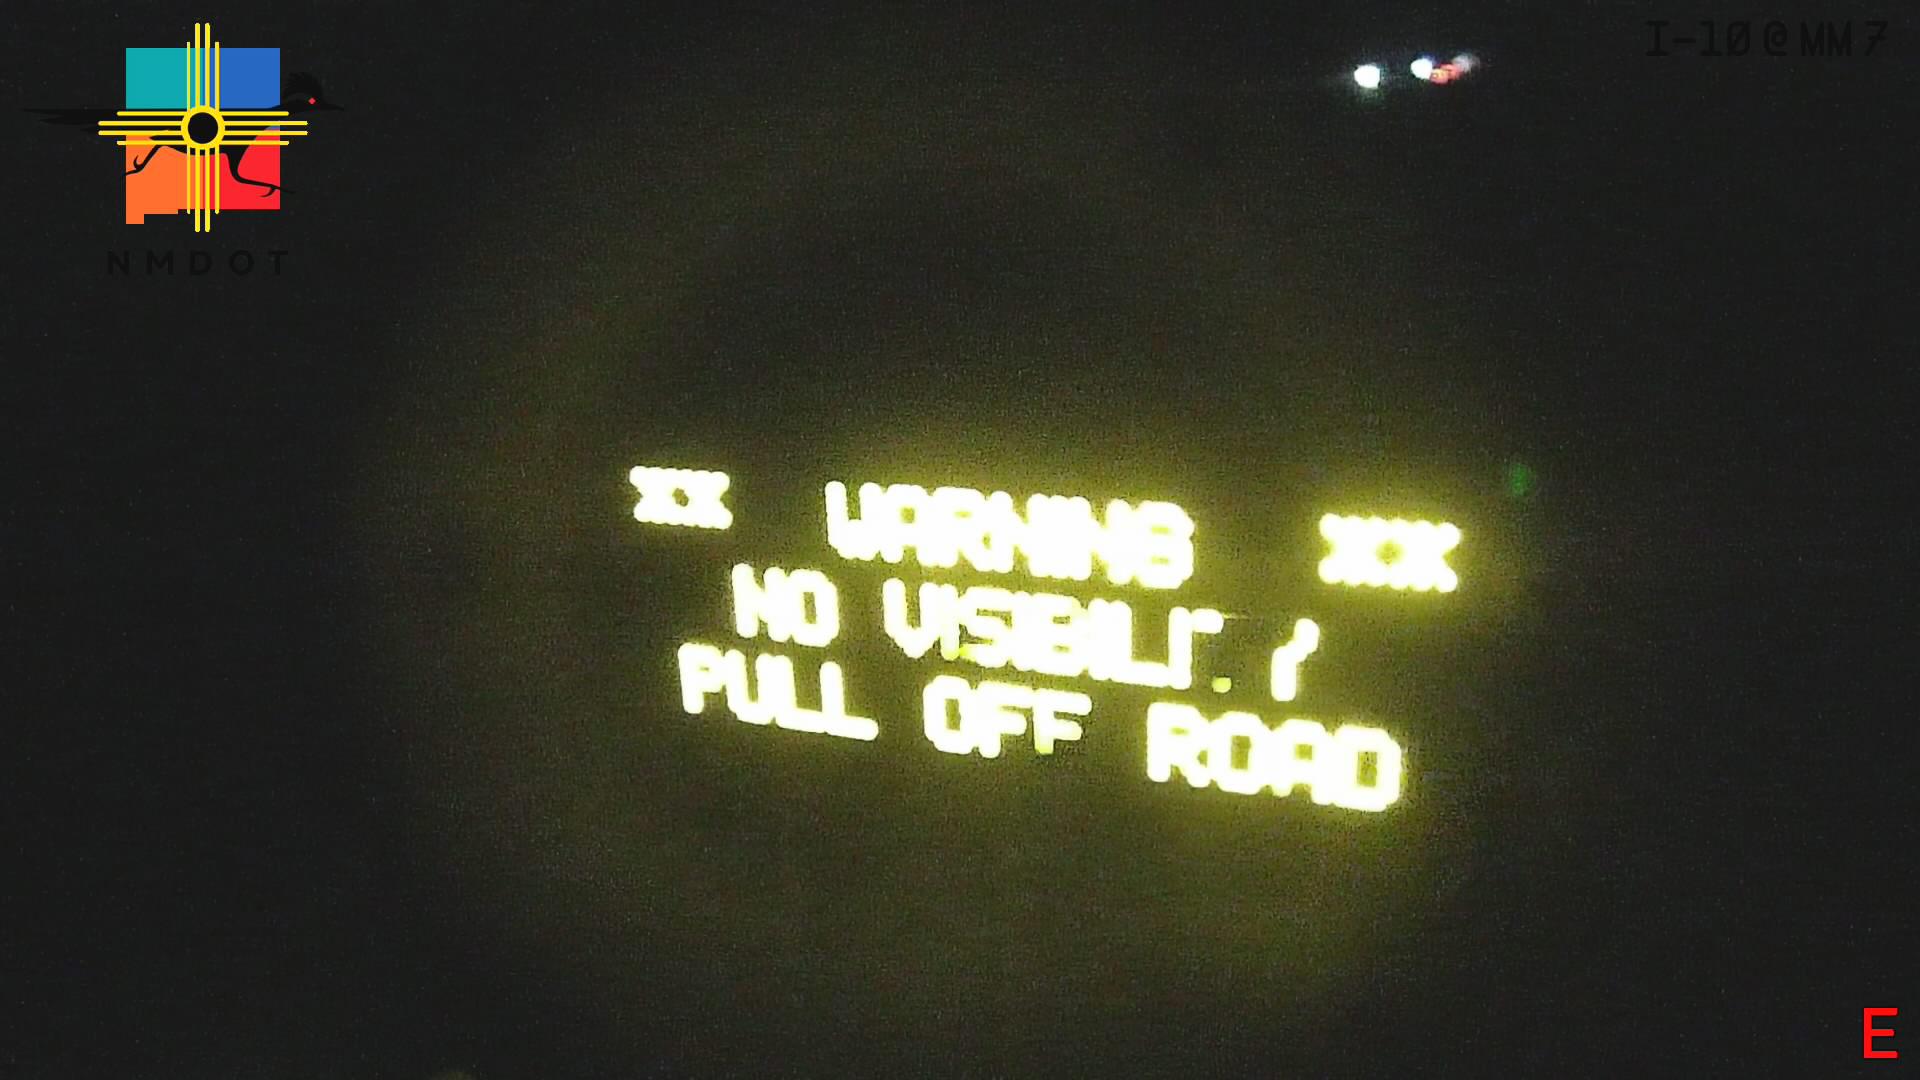 I-10 @ MM 7
NMDOT
XX WARNING XX
NO VISIBILITY
PULL OFF ROAD
E